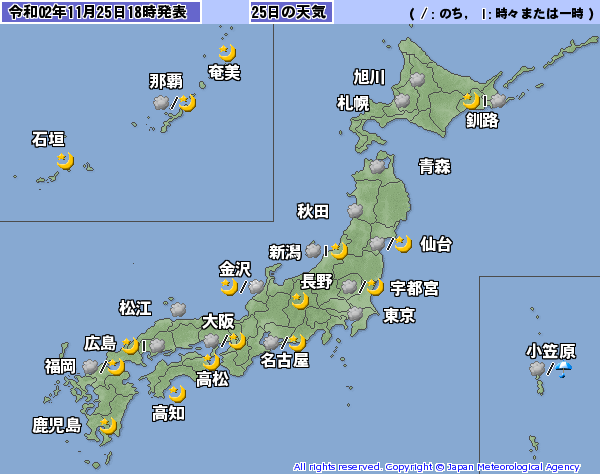 令和02年11月25日18時発表
25日の天気
( /：のち， |：時々または一時 )
奄美
那覇
石垣
旭川
札幌
釧路
青森
秋田
新潟
仙台
金沢
長野
宇都宮
松江
大阪
東京
広島
名古屋
福岡
高松
高知
鹿児島
小笠原
All rights reserved. Copyright © Japan Meteorological Agency